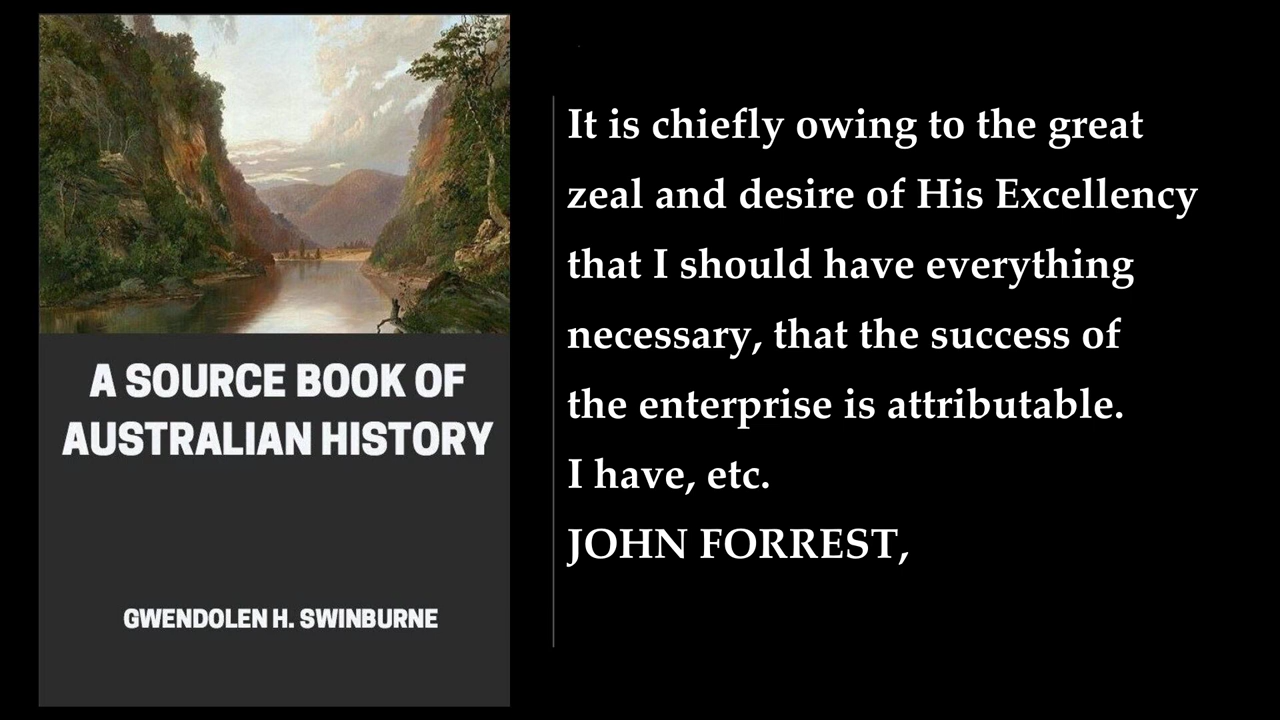 A SOURCE BOOK OF
AUSTRALIAN HISTORY
GWENDOLEN H. SWINBURNE
It is chiefly owing to the great
zeal and desire of His Excellency
that I should have everything
necessary, that the success of
the enterprise is attributable.
I have, etc.
JOHN FORREST,